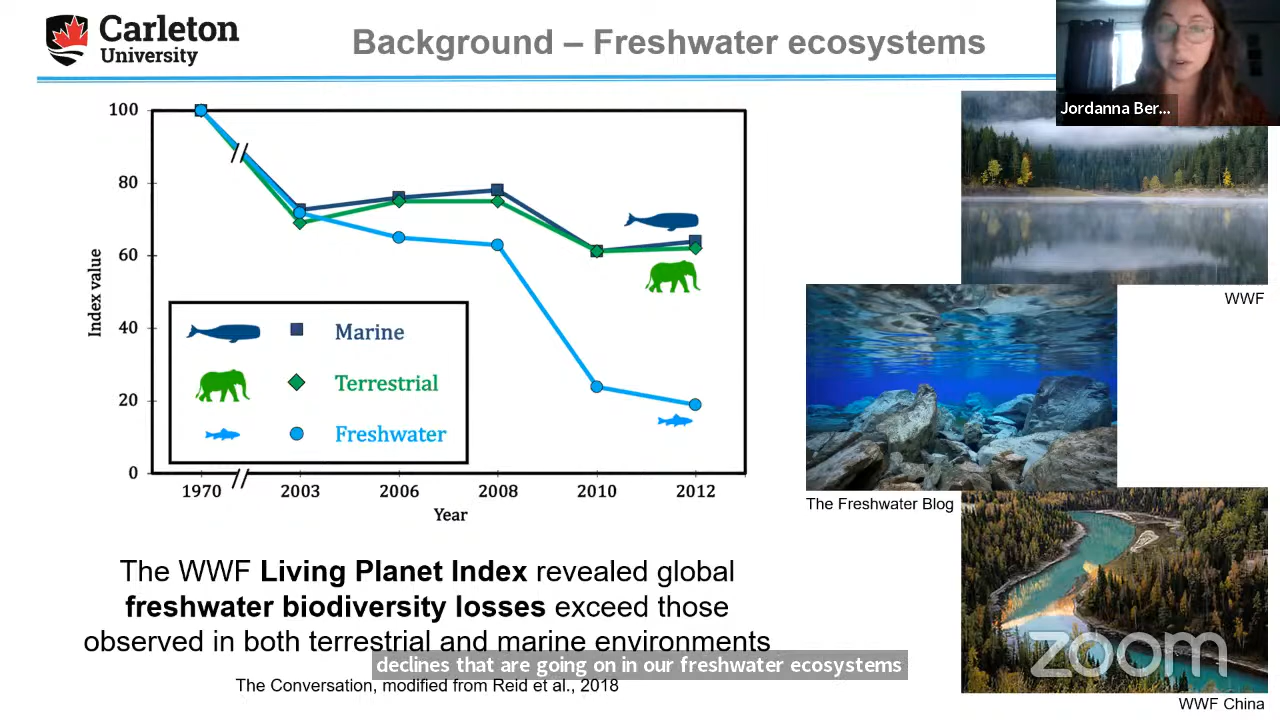 Carleton
University
Background – Freshwater ecosystems
Jordanna Ber...
100
80
60
40
20
0
Index value
Marine
Terrestrial
Freshwater
1970 2003 2006 2008 2010 2012
Year
WWF
The Freshwater Blog
The WWF Living Planet Index revealed global
freshwater biodiversity losses exceed those
observed in both terrestrial and marine environments
declines that are going on in our freshwater ecosystems
The Conversation, modified from Reid et al., 2018
zoom
WWF China